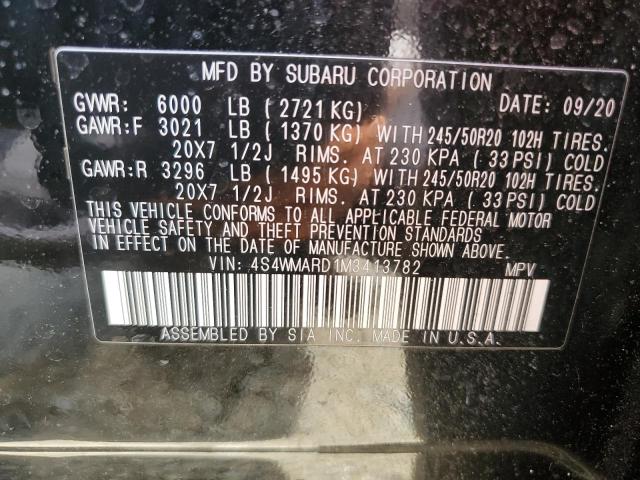 MFD BY SUBARU CORPORATION
GVWR: 6000 LB ( 2721 KG) DATE: 09/20
GAWR:F 3021 LB ( 1370 KG) WITH 245/50R20 102H TIRES.
20X7 1/2J RIMS. AT 230 KPA ( 33 PSI) COLD
GAWR:R 3296 LB ( 1495 KG) WITH 245/50R20 102H TIRES.
20X7 1/2J RIMS. AT 230 KPA ( 33 PSI) COLD
THIS VEHICLE CONFORMS TO ALL APPLICABLE FEDERAL MOTOR
VEHICLE SAFETY AND THEFT PREVENTION STANDARDS IN
EFFECT ON THE DATE OF MANUFACTURE SHOWN ABOVE.
VIN: 4S4WMARD1M3413782 MPV
ASSEMBLED BY SIA INC. MADE IN U.S.A.